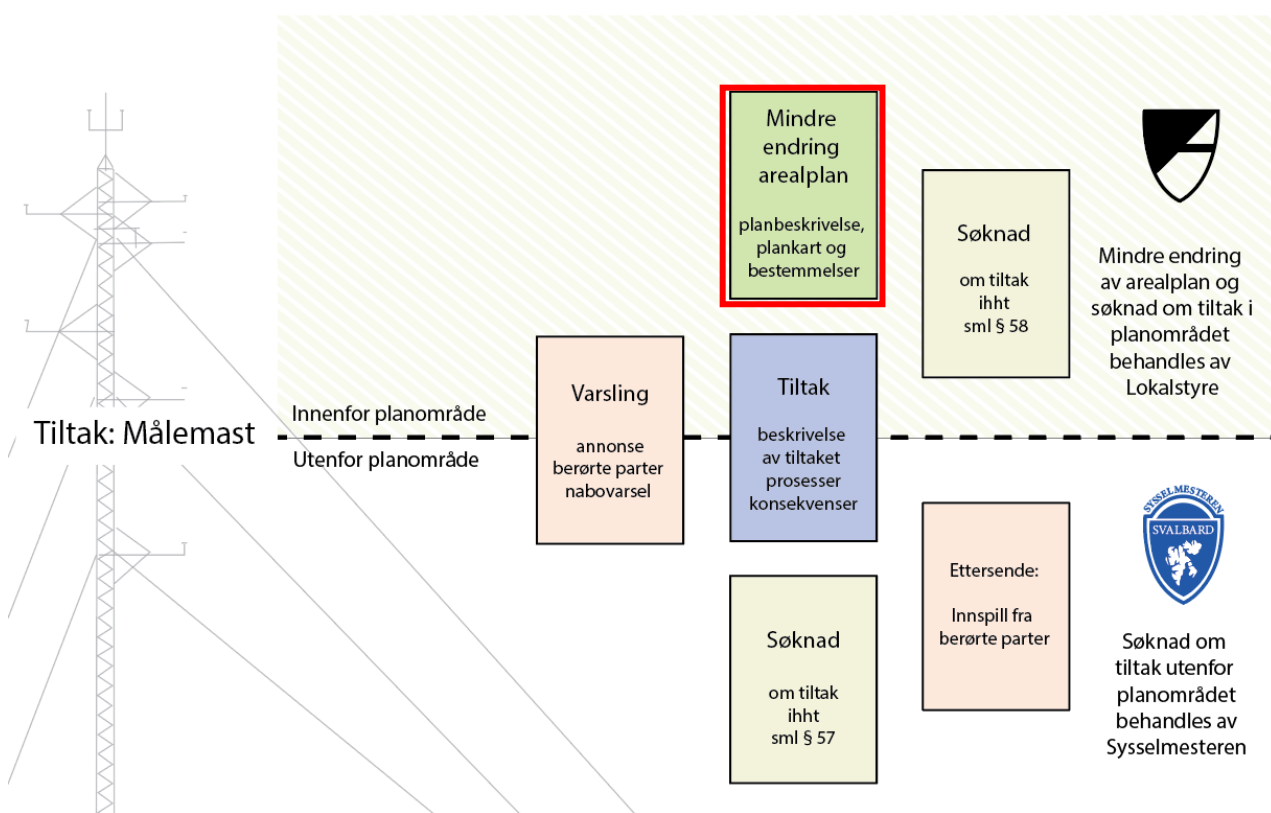 Mindre
endring
arealplan
planbeskrivelse,
plankart og
bestemmelser
Søknad
om tiltak
ihht
sml § 58
Mindre endring
av arealplan og
søknad om tiltak i
planområdet
behandles av
Lokalstyre
Varsling
annonse
berørte parter
nabovarsel
Tiltak
beskrivelse
av tiltaket
prosesser
konsekvenser
Innenfor planområde
Tiltak: Målemast
Utenfor planområde
Søknad
om tiltak
ihht
sml § 57
Ettersende:
Innspill fra
berørte parter
SYSSELMESTEREN
SVALBARD
Søknad om
tiltak utenfor
planområdet
behandles av
Sysselmesteren